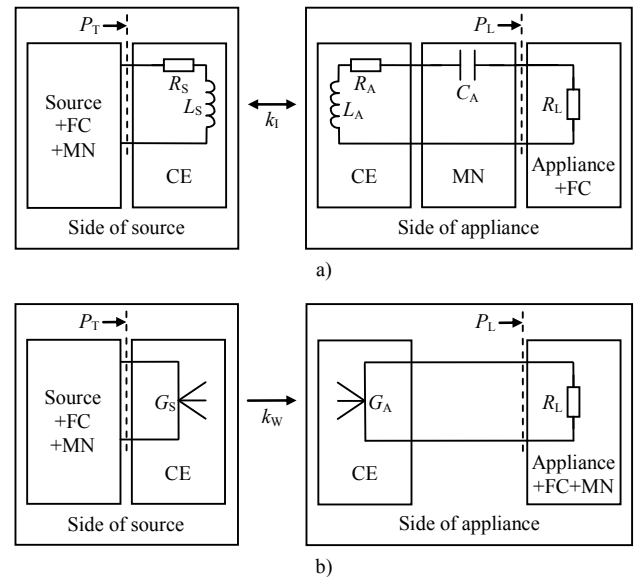 P_T
Source
+FC
+MN
R_S
L_S
CE
Side of source
k_I
P_L
R_A
L_A
CE
C_A
MN
R_L
Appliance
+FC
Side of appliance
a)
P_T
Source
+FC
+MN
G_S
CE
Side of source
k_W
P_L
G_A
CE
R_L
Appliance
+FC+MN
Side of appliance
b)